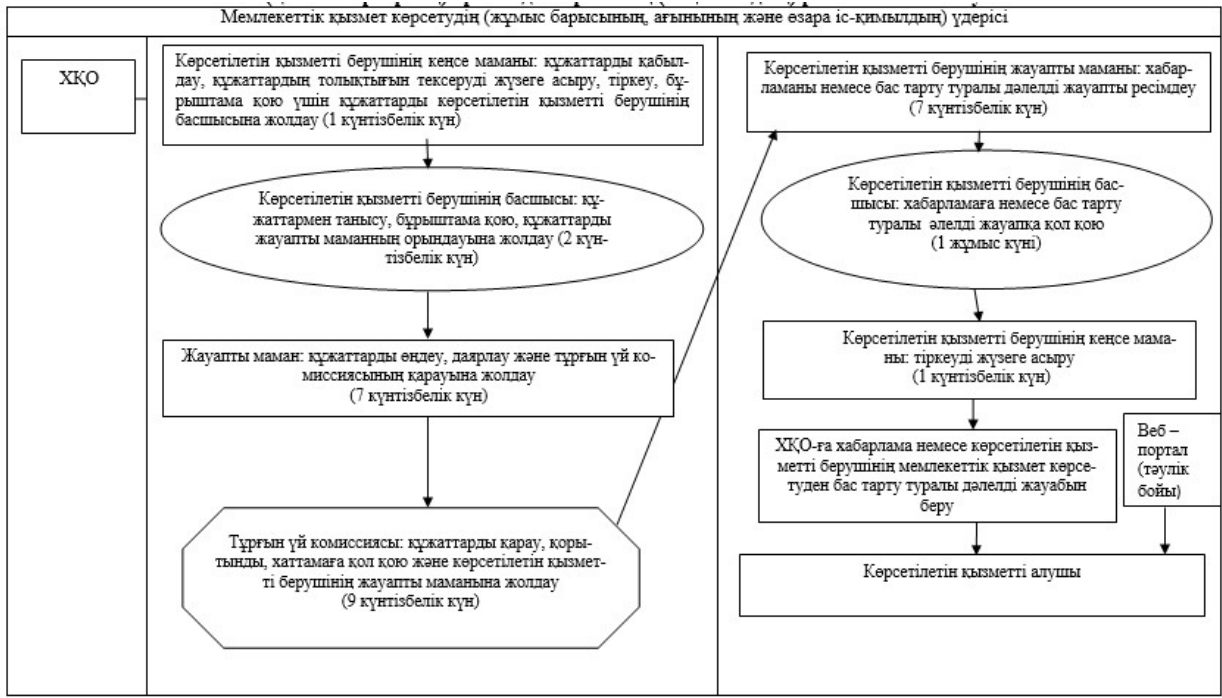 Мемлекеттік қызмет көрсетудің (жұмыс барысының, ағынының және өзара іс-қимылдың) үдерісі
ХҚО
Көрсетілетін қызметті берушінің кеңсе маманы: құжаттарды қабыл-
дау, құжаттардың толықтығын тексеруді жүзеге асыру, тіркеу, бұ-
рыштама қою үшін құжаттарды көрсетілетін қызметті берушінің
басшысына жолдау (1 күнтізбелік күн)
Көрсетілетін қызметті берушінің басшысы: құ-
жаттармен танысу, бұрыштама қою, құжаттарды
жауапты маманның орындауына жолдау (2 күн-
тізбелік күн)
Жауапты маман: құжаттарды өңдеу, даярлау және тұрғын үй ко-
миссиясының қарауына жолдау
(7 күнтізбелік күн)
Тұрғын үй комиссиясы: құжаттарды қарау, қоры-
тынды, хаттамаға қол қою және көрсетілетін қызмет-
ті берушінің жауапты маманына жолдау
(9 күнтізбелік күн)
Көрсетілетін қызметті берушінің жауапты маманы: хабар-
ламаны немесе бас тарту туралы дәлелді жауапты ресімдеу
(7 күнтізбелік күн)
Көрсетілетін қызметті берушінің бас-
шысы: хабарламаға немесе бас тарту
туралы әлелді жауапқа қол қою
(1 жұмыс күні)
Көрсетілетін қызметті берушінің кеңсе мама-
ны: тіркеуді жүзеге асыру
(1 күнтізбелік күн)
ХҚО-ға хабарлама немесе көрсетілетін қыз-
метті берушінің мемлекеттік қызмет көрсе-
туден бас тарту туралы дәлелді жауабын
беру
Веб –
портал
(тәулік
бойы)
Көрсетілетін қызметті алушы